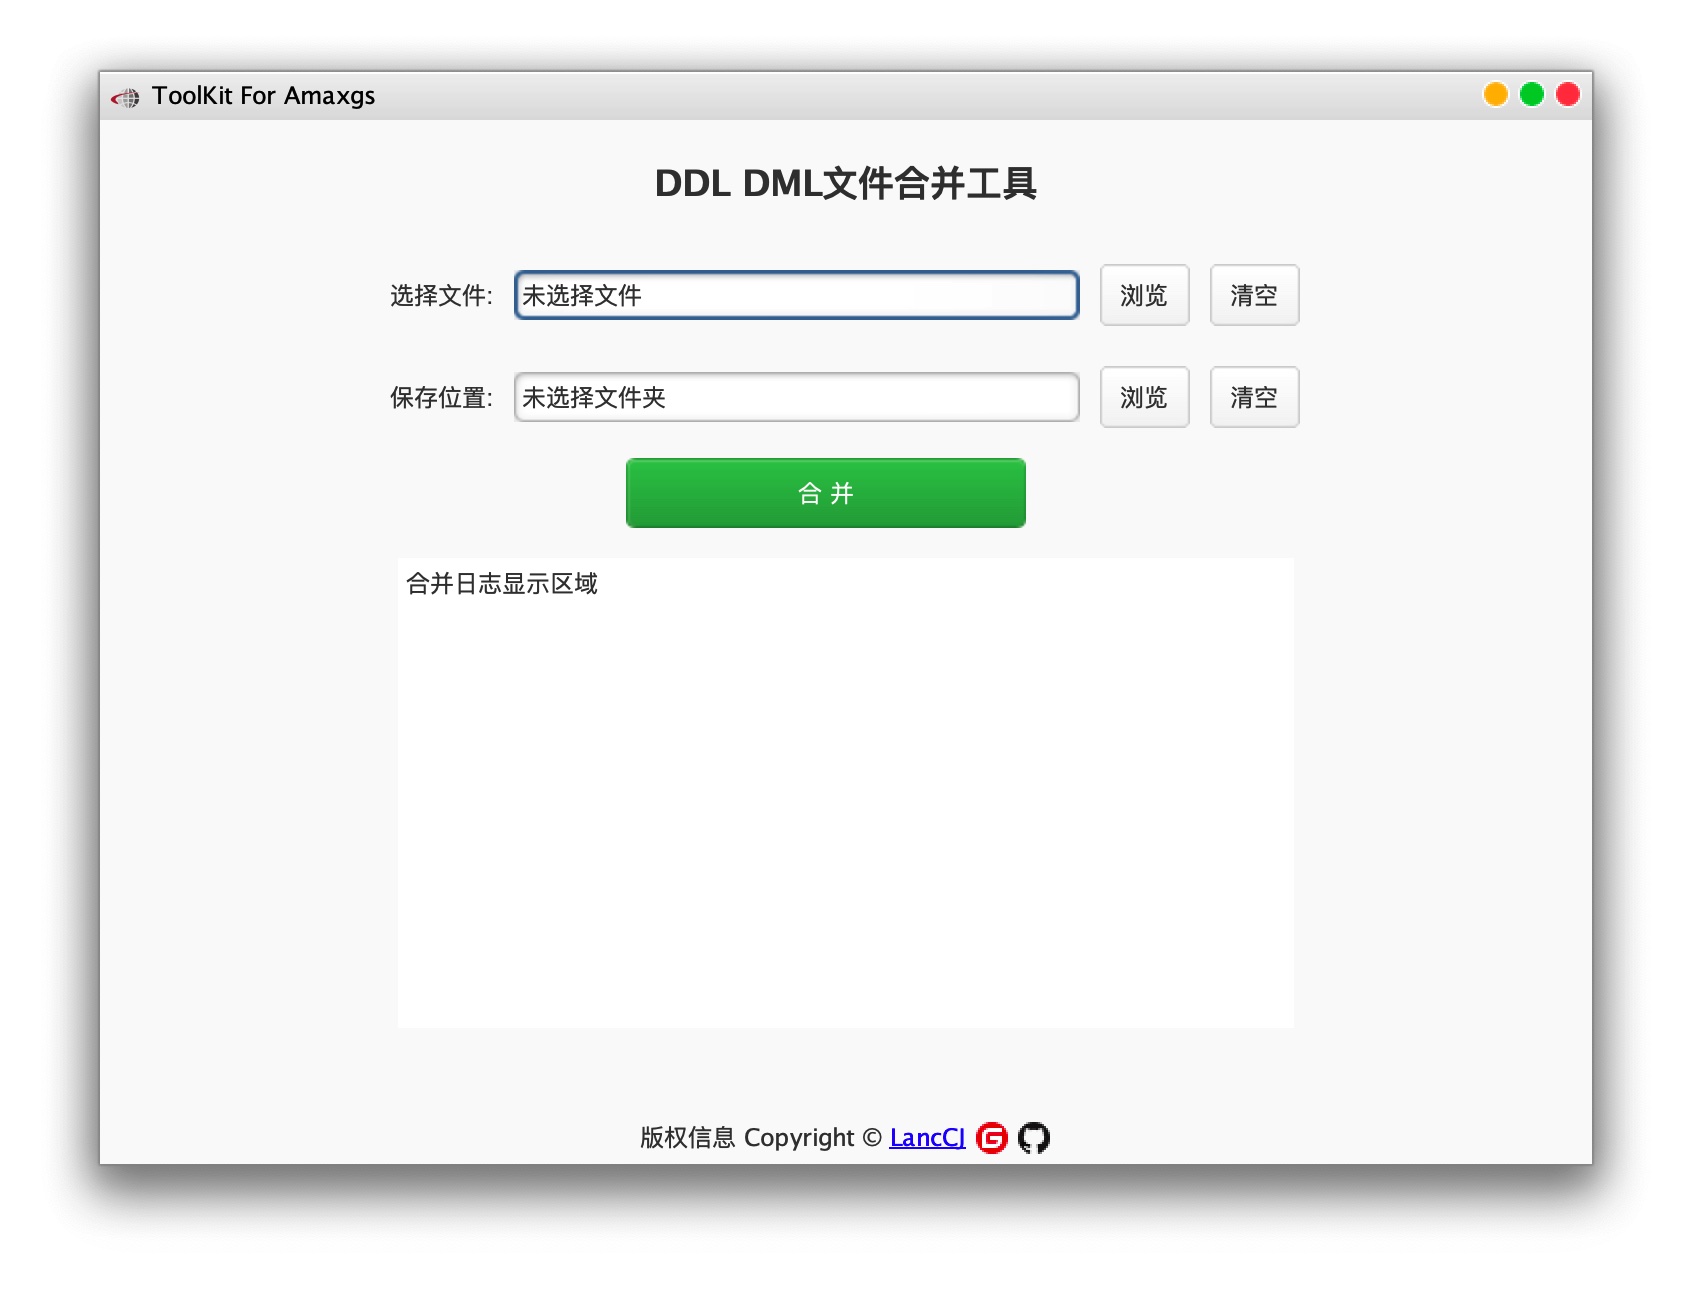 ToolKit For Amaxgs
DDL DML文件合并工具
选择文件: 未选择文件 浏览 清空
保存位置: 未选择文件夹 浏览 清空
合 并
合并日志显示区域
版权信息 Copyright © LancCJ